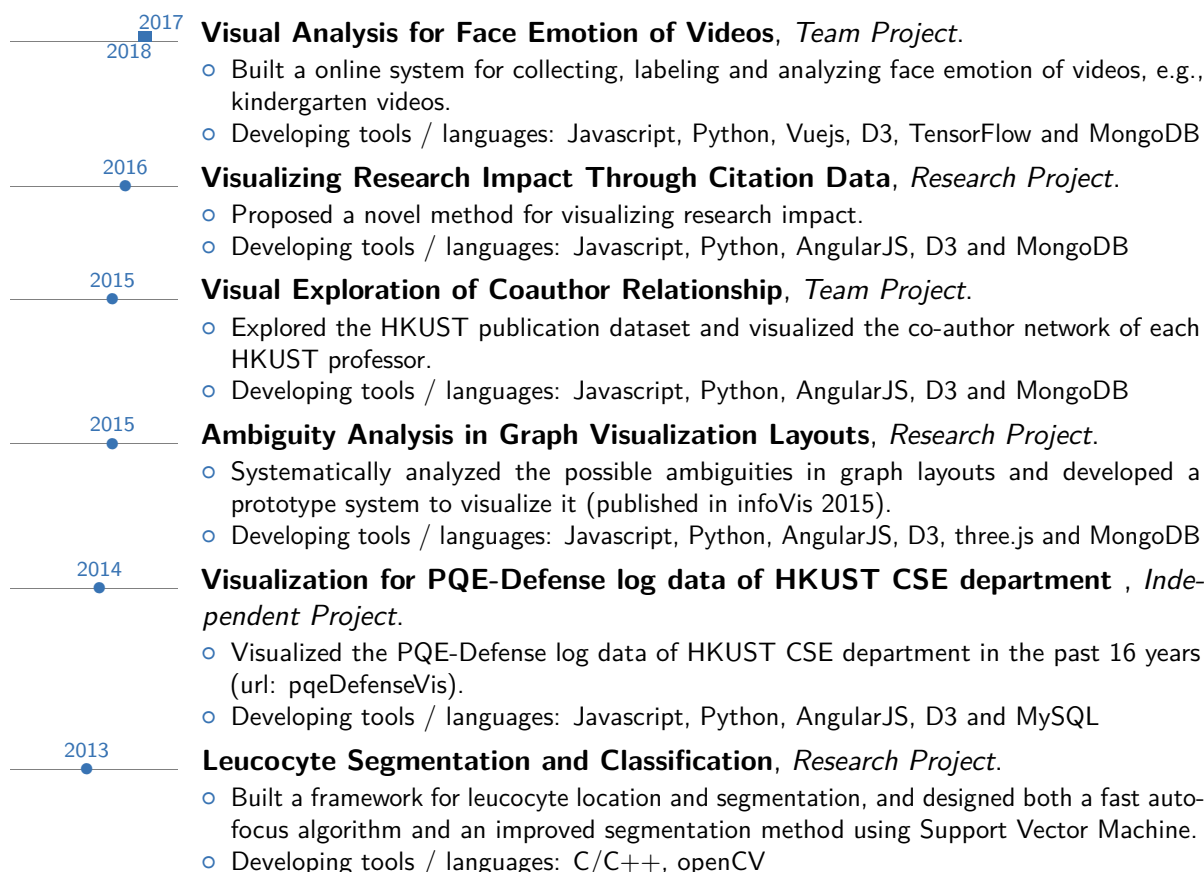 2017
2018
Visual Analysis for Face Emotion of Videos, Team Project.
Built a online system for collecting, labeling and analyzing face emotion of videos, e.g.,
kindergarten videos.
Developing tools / languages: Javascript, Python, Vuejs, D3, TensorFlow and MongoDB
2016
Visualizing Research Impact Through Citation Data, Research Project.
Proposed a novel method for visualizing research impact.
Developing tools / languages: Javascript, Python, AngularJS, D3 and MongoDB
2015
Visual Exploration of Coauthor Relationship, Team Project.
Explored the HKUST publication dataset and visualized the co-author network of each
HKUST professor.
Developing tools / languages: Javascript, Python, AngularJS, D3 and MongoDB
2015
Ambiguity Analysis in Graph Visualization Layouts, Research Project.
Systematically analyzed the possible ambiguities in graph layouts and developed a
prototype system to visualize it (published in infoVis 2015).
Developing tools / languages: Javascript, Python, AngularJS, D3, three.js and MongoDB
2014
Visualization for PQE-Defense log data of HKUST CSE department , Inde-
pendent Project.
Visualized the PQE-Defense log data of HKUST CSE department in the past 16 years
(url: pqeDefenseVis).
Developing tools / languages: Javascript, Python, AngularJS, D3 and MySQL
2013
Leucocyte Segmentation and Classification, Research Project.
Built a framework for leucocyte location and segmentation, and designed both a fast auto-
focus algorithm and an improved segmentation method using Support Vector Machine.
Developing tools / languages: C/C++, openCV